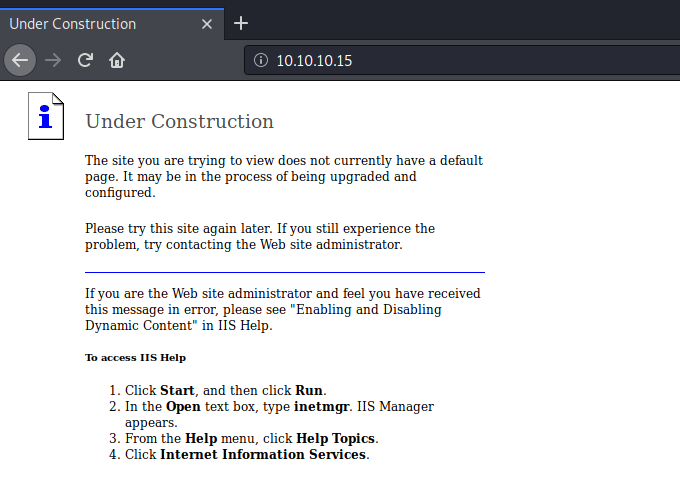 Under Construction
10.10.10.15
Under Construction
The site you are trying to view does not currently have a default
page. It may be in the process of being upgraded and
configured.
Please try this site again later. If you still experience the
problem, try contacting the Web site administrator.
If you are the Web site administrator and feel you have received
this message in error, please see "Enabling and Disabling
Dynamic Content" in IIS Help.
To access IIS Help
1. Click Start, and then click Run.
2. In the Open text box, type inetmgr. IIS Manager
appears.
3. From the Help menu, click Help Topics.
4. Click Internet Information Services.